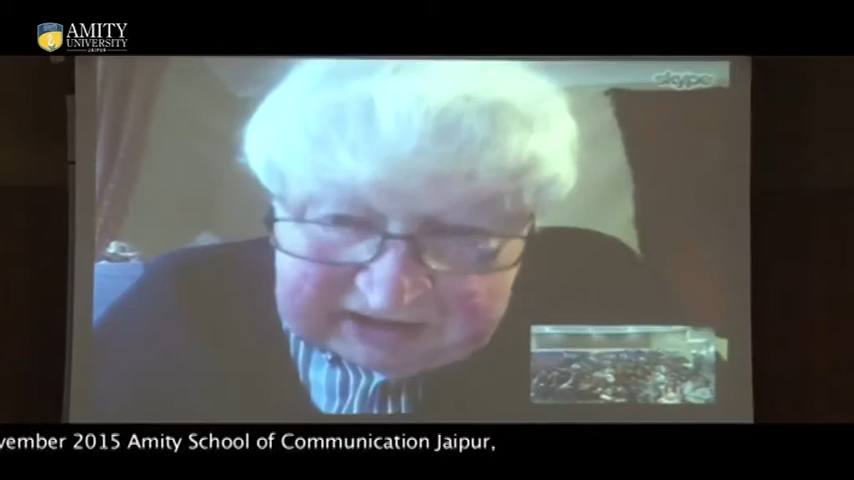 AMITY
UNIVERSITY
JAIPUR
skype
vember 2015 Amity School of Communication Jaipur,